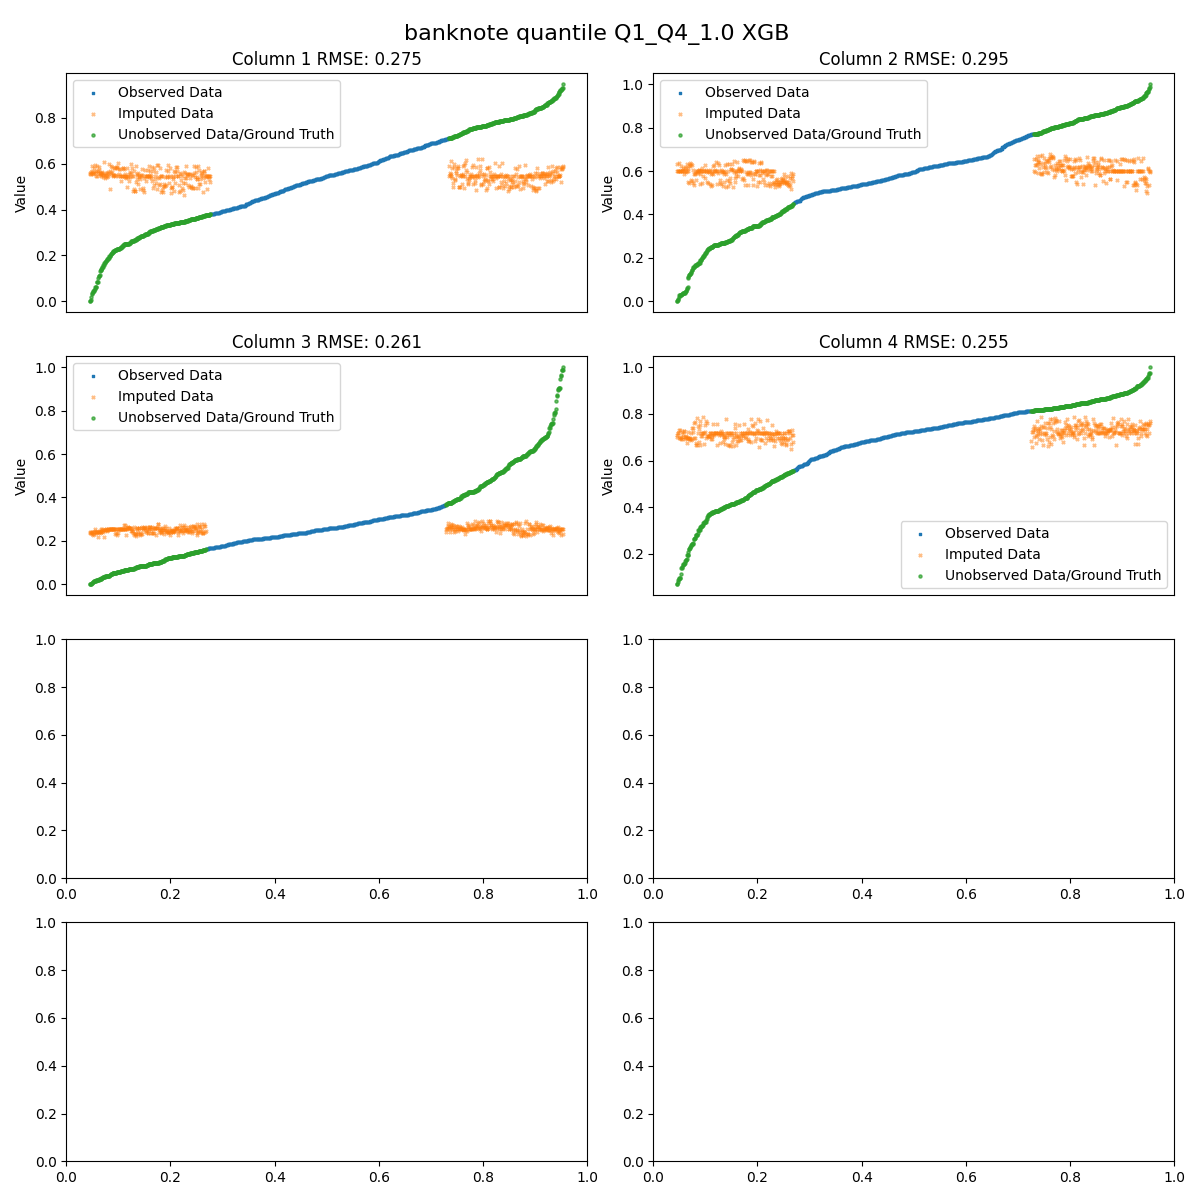 banknote quantile Q1_Q4_1.0 XGB
Column 1 RMSE: 0.275
Value
0.8
0.6
0.4
0.2
0.0
Observed Data
Imputed Data
Unobserved Data/Ground Truth
Column 2 RMSE: 0.295
Value
1.0
0.8
0.6
0.4
0.2
0.0
Observed Data
Imputed Data
Unobserved Data/Ground Truth
Column 3 RMSE: 0.261
Value
1.0
0.8
0.6
0.4
0.2
0.0
Observed Data
Imputed Data
Unobserved Data/Ground Truth
Column 4 RMSE: 0.255
Value
1.0
0.8
0.6
0.4
0.2
Observed Data
Imputed Data
Unobserved Data/Ground Truth
1.0
0.8
0.6
0.4
0.2
0.0
0.0 0.2 0.4 0.6 0.8 1.0
1.0
0.8
0.6
0.4
0.2
0.0
0.0 0.2 0.4 0.6 0.8 1.0
1.0
0.8
0.6
0.4
0.2
0.0
0.0 0.2 0.4 0.6 0.8 1.0
1.0
0.8
0.6
0.4
0.2
0.0
0.0 0.2 0.4 0.6 0.8 1.0